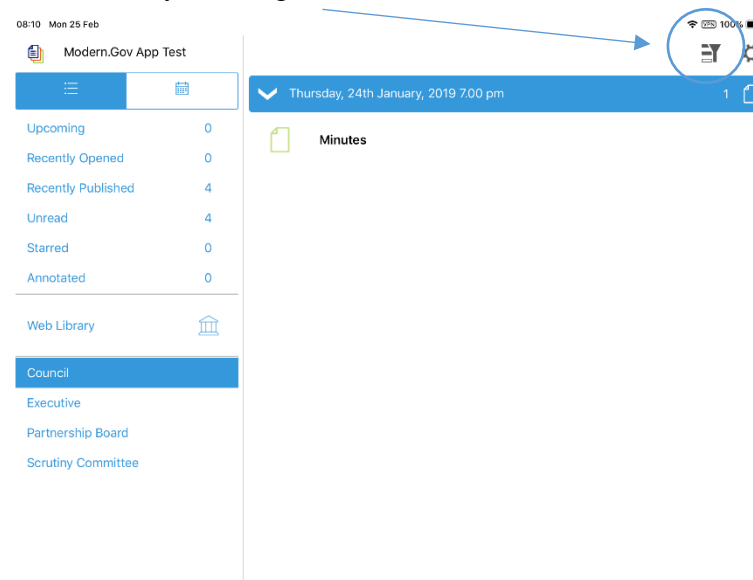 08:10 Mon 25 Feb
VPN 100%
Modern.Gov App Test
Thursday, 24th January, 2019 7.00 pm 1
Minutes
Upcoming 0
Recently Opened 0
Recently Published 4
Unread 4
Starred 0
Annotated 0
Web Library
Council
Executive
Partnership Board
Scrutiny Committee